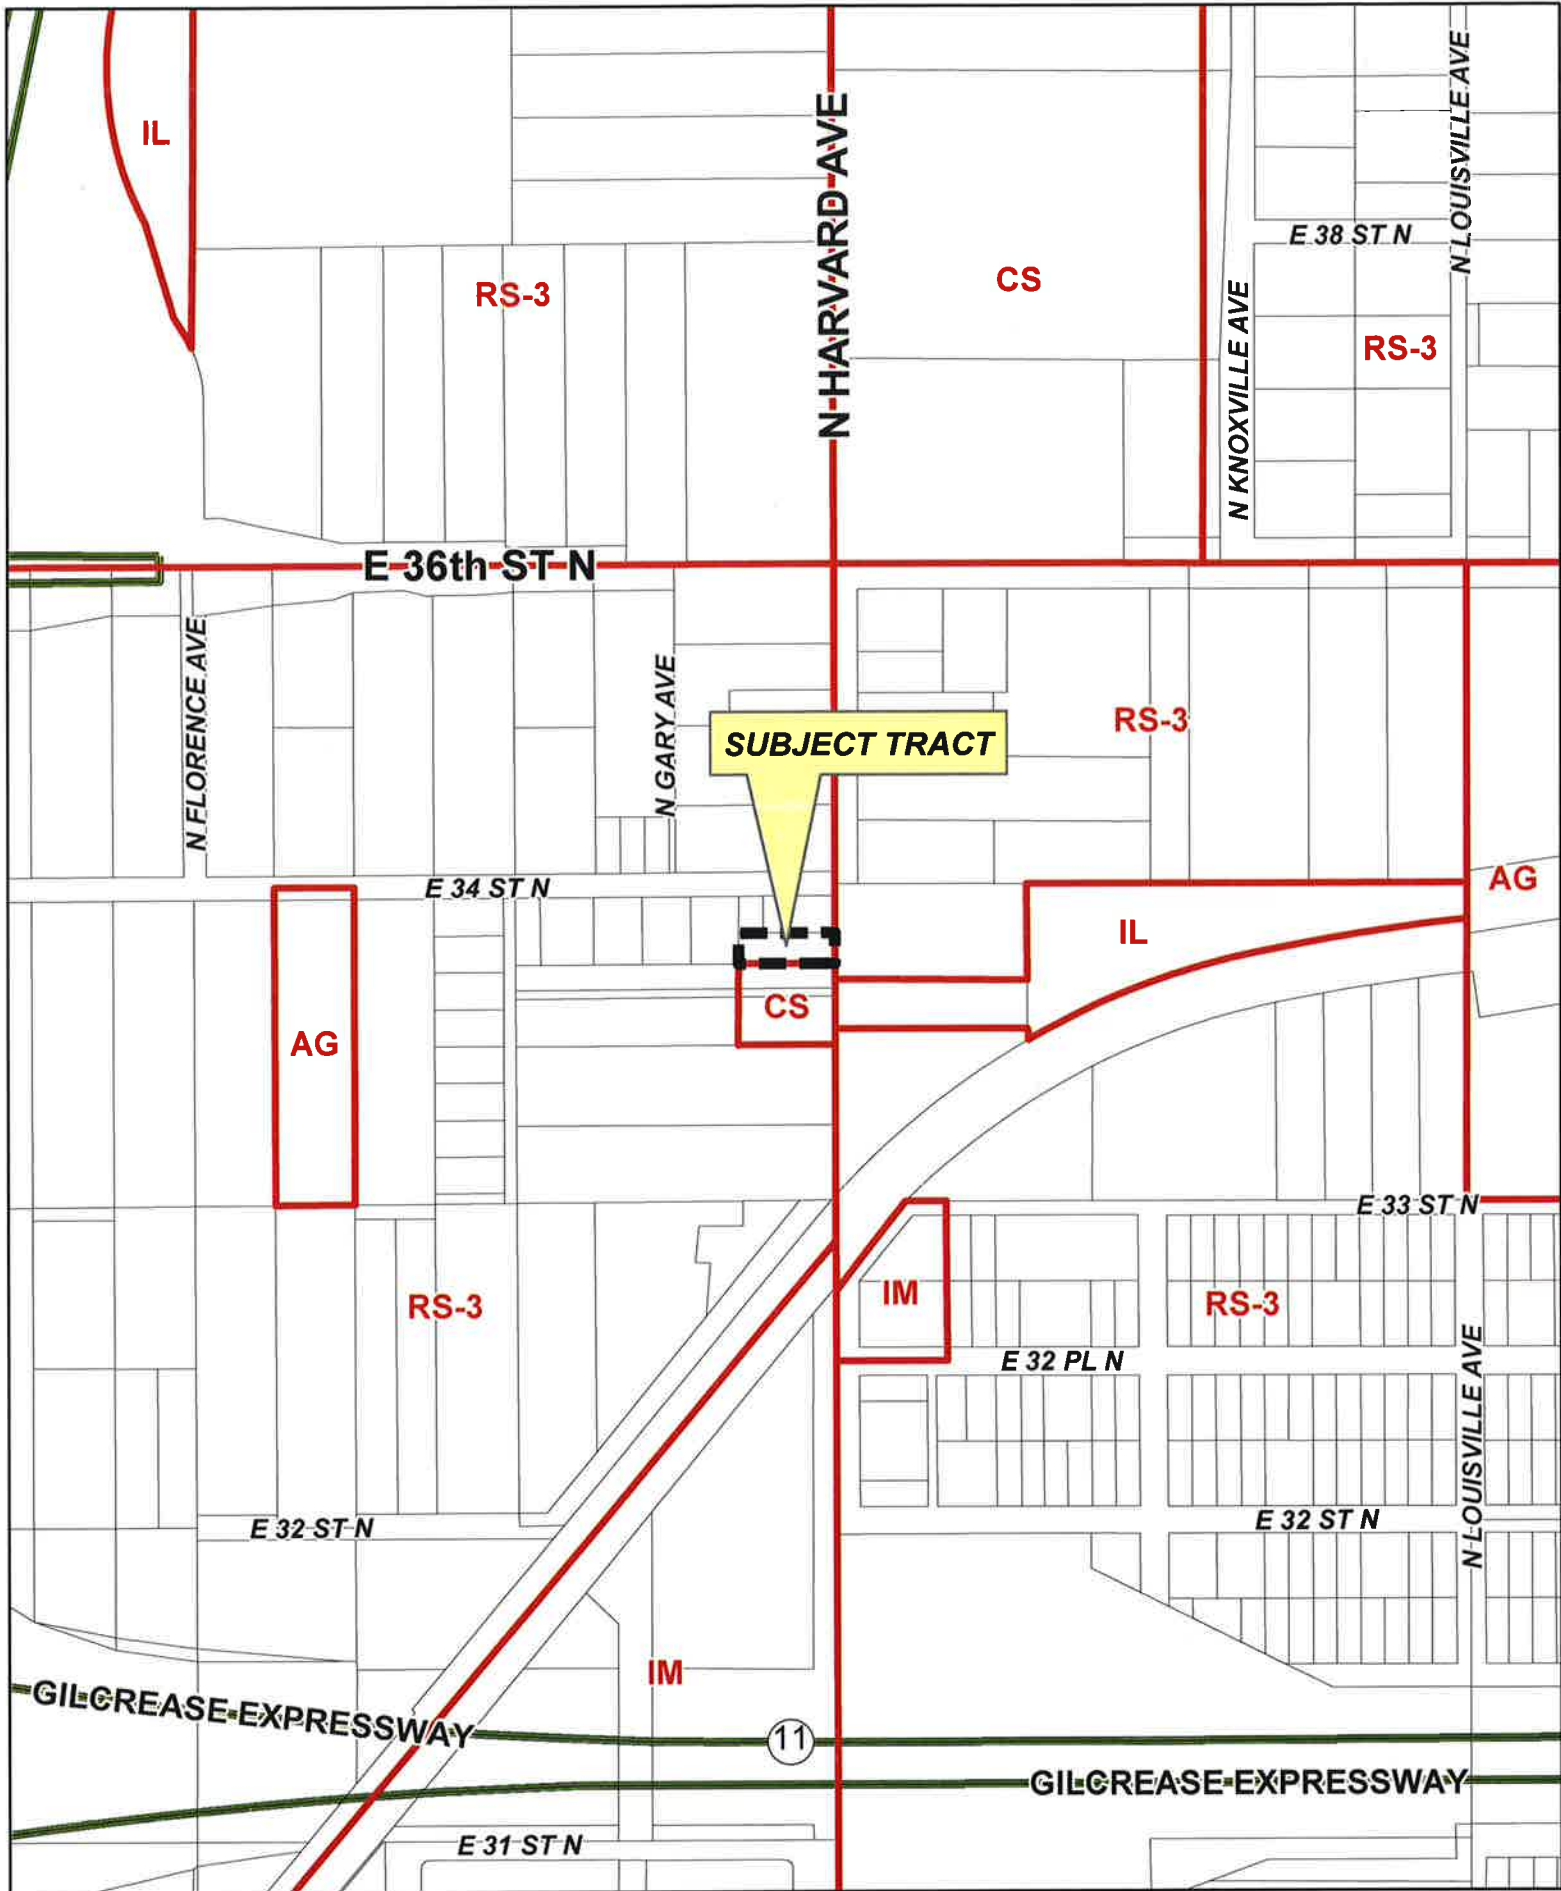 IL
N LOUISVILLE AVE
N HARVARD AVE
E 38 ST N
CS
RS-3
N KNOXVILLE AVE
RS-3
E 36th ST N
N FLORENCE AVE
N GARY AVE
RS-3
SUBJECT TRACT
AG
E 34 ST N
IL
CS
AG
E 33 ST N
IM
RS-3
RS-3
E 32 PL N
N LOUISVILLE AVE
E 32 ST N
E 32 ST N
IM
GILCREASE EXPRESSWAY
11
GILCREASE EXPRESSWAY
E 31 ST N